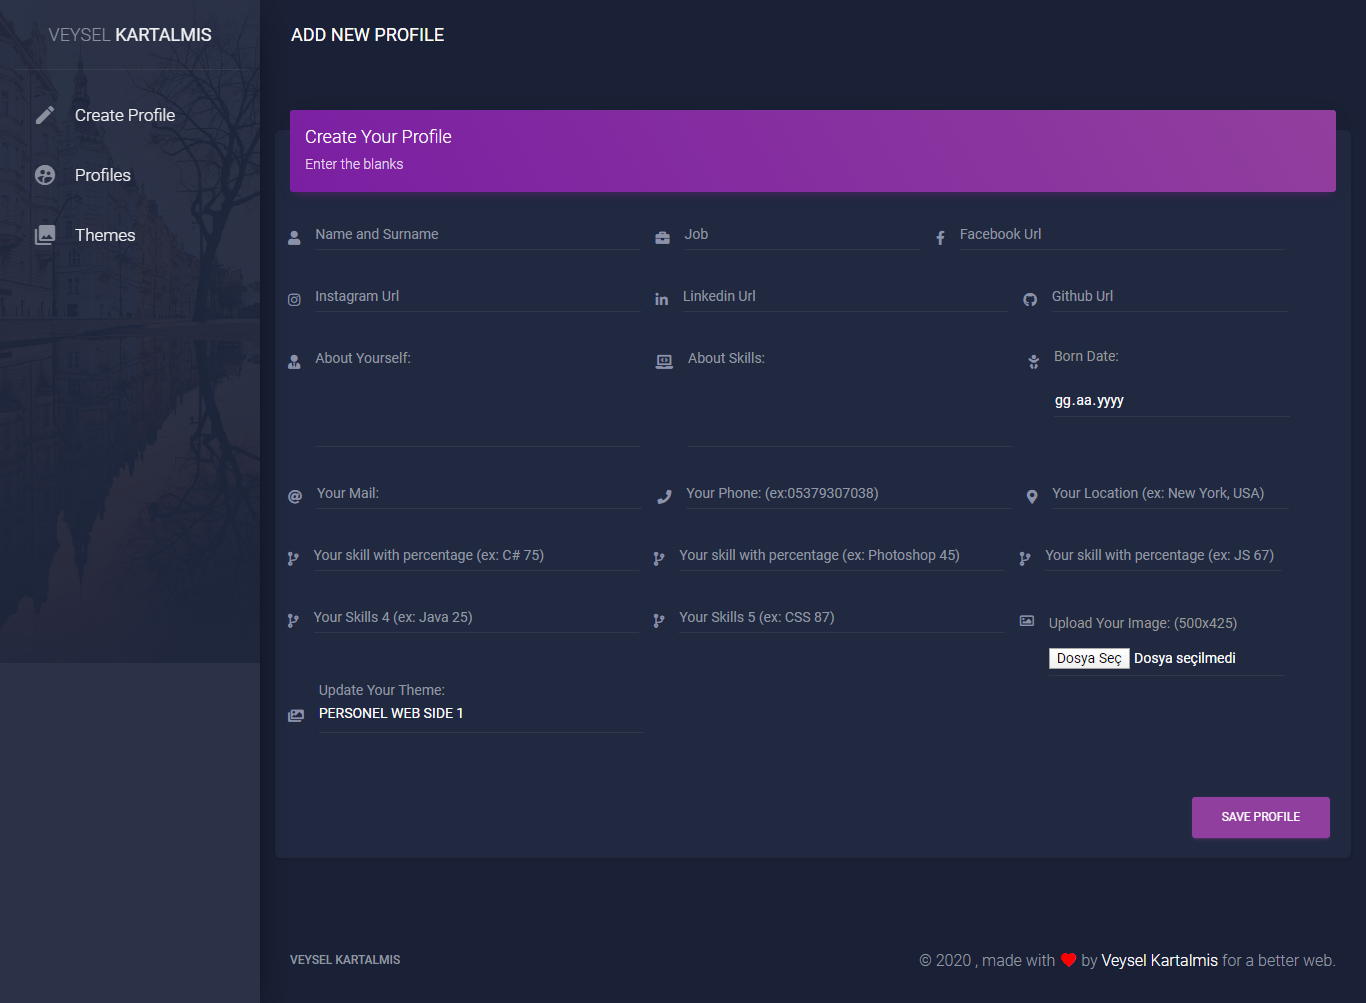 VEYSEL KARTALMIS
Create Profile
Profiles
Themes
ADD NEW PROFILE
Create Your Profile
Enter the blanks
Name and Surname
Job
Facebook Url
Instagram Url
Linkedin Url
Github Url
About Yourself:
About Skills:
Born Date:
gg.aa.yyyy
Your Mail:
Your Phone: (ex:05379307038)
Your Location (ex: New York, USA)
Your skill with percentage (ex: C# 75)
Your skill with percentage (ex: Photoshop 45)
Your skill with percentage (ex: JS 67)
Your Skills 4 (ex: Java 25)
Your Skills 5 (ex: CSS 87)
Upload Your Image: (500x425)
Dosya Seç Dosya seçilmedi
Update Your Theme:
PERSONEL WEB SIDE 1
SAVE PROFILE
VEYSEL KARTALMIS
© 2020 , made with ❤ by Veysel Kartalmis for a better web.